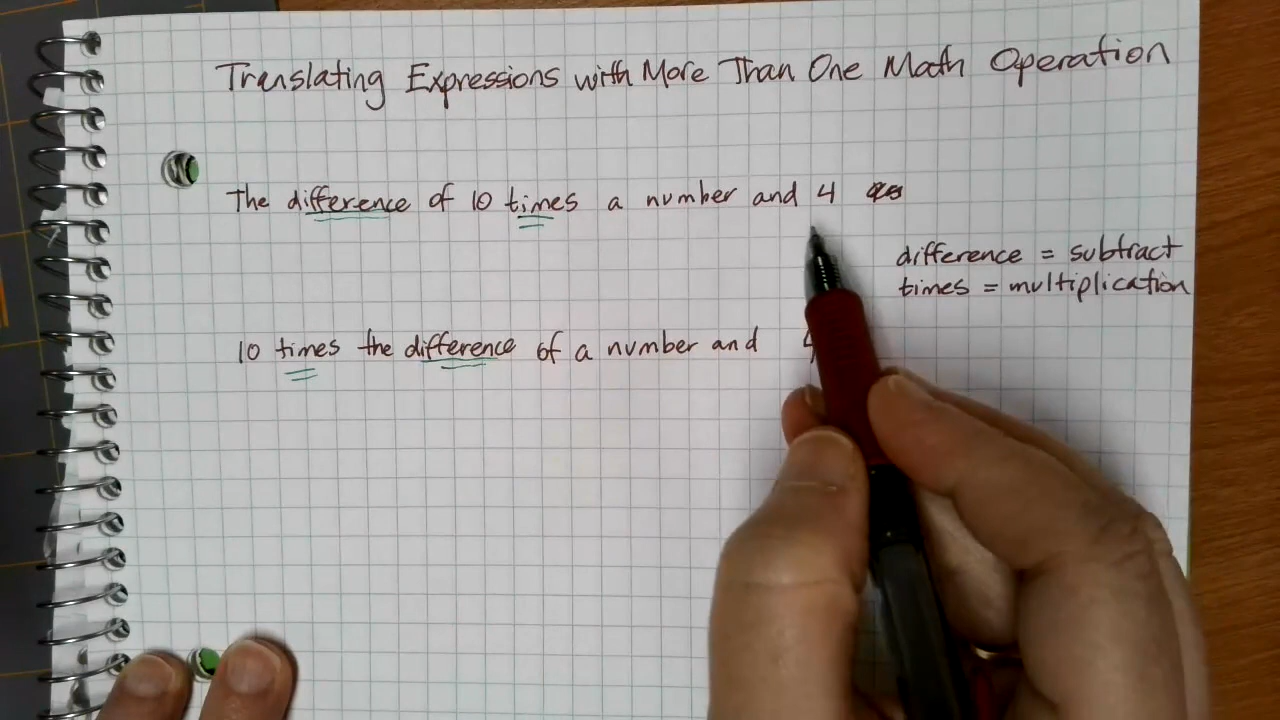 Translating Expressions with More Than One Math Operation
The difference of 10 times a number and 4
difference = subtract
times = multiplication
10 times the difference of a number and